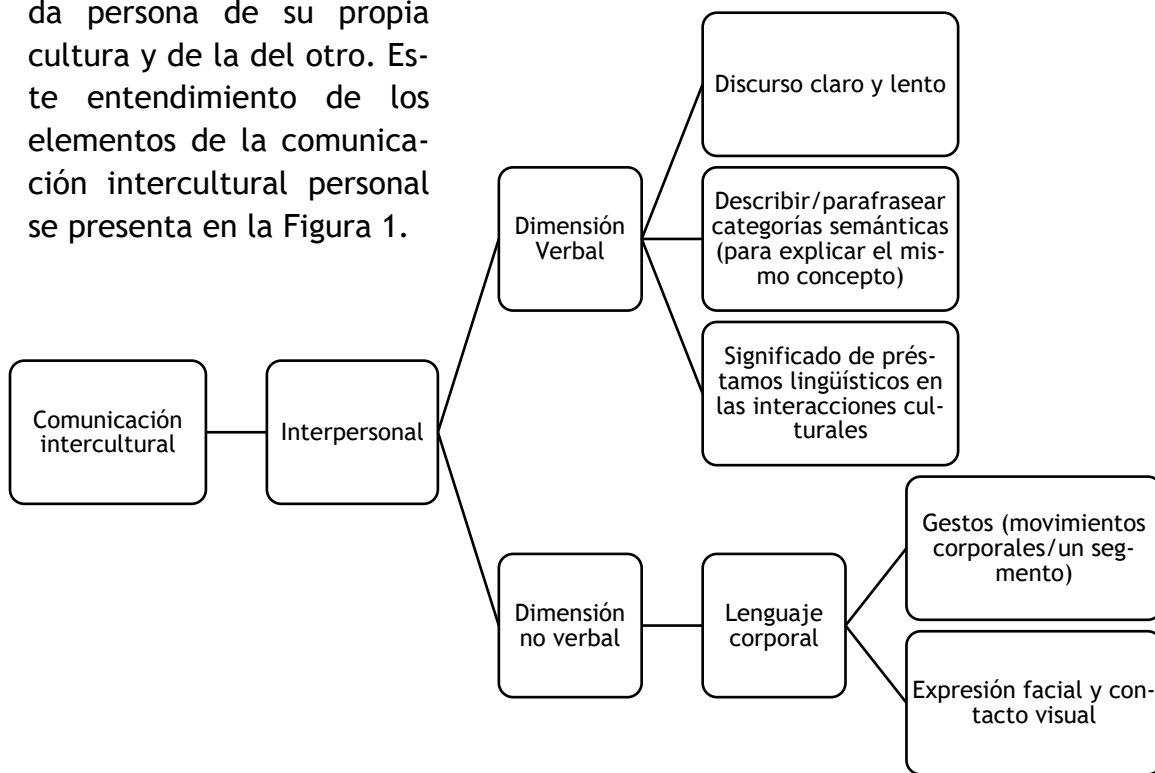 da persona de su propia
cultura y de la del otro. Es-
te entendimiento de los
elementos de la comunica-
ción intercultural personal
se presenta en la Figura 1.
Comunicación
intercultural
Interpersonal
Dimensión
Verbal
Discurso claro y lento
Describir/parafrasear
categorías semánticas
(para explicar el mis-
mo concepto)
Significado de prés-
tamos lingüísticos en
las interacciones cul-
turales
Dimensión
no verbal
Lenguaje
corporal
Gestos (movimientos
corporales/un seg-
mento)
Expresión facial y con-
tacto visual